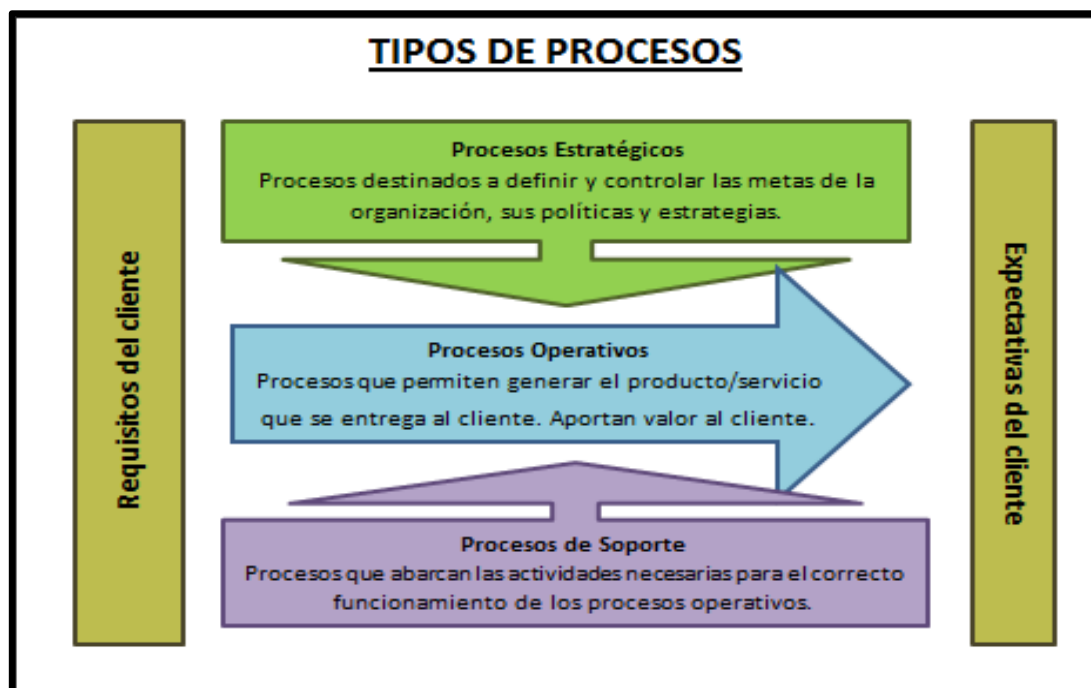 TIPOS DE PROCESOS
Requisitos del cliente
Procesos Estratégicos
Procesos destinados a definir y controlar las metas de la
organización, sus políticas y estrategias.
Procesos Operativos
Procesos que permiten generar el producto/servicio
que se entrega al cliente. Aportan valor al cliente.
Procesos de Soporte
Procesos que abarcan las actividades necesarias para el correcto
funcionamiento de los procesos operativos.
Expectativas del cliente